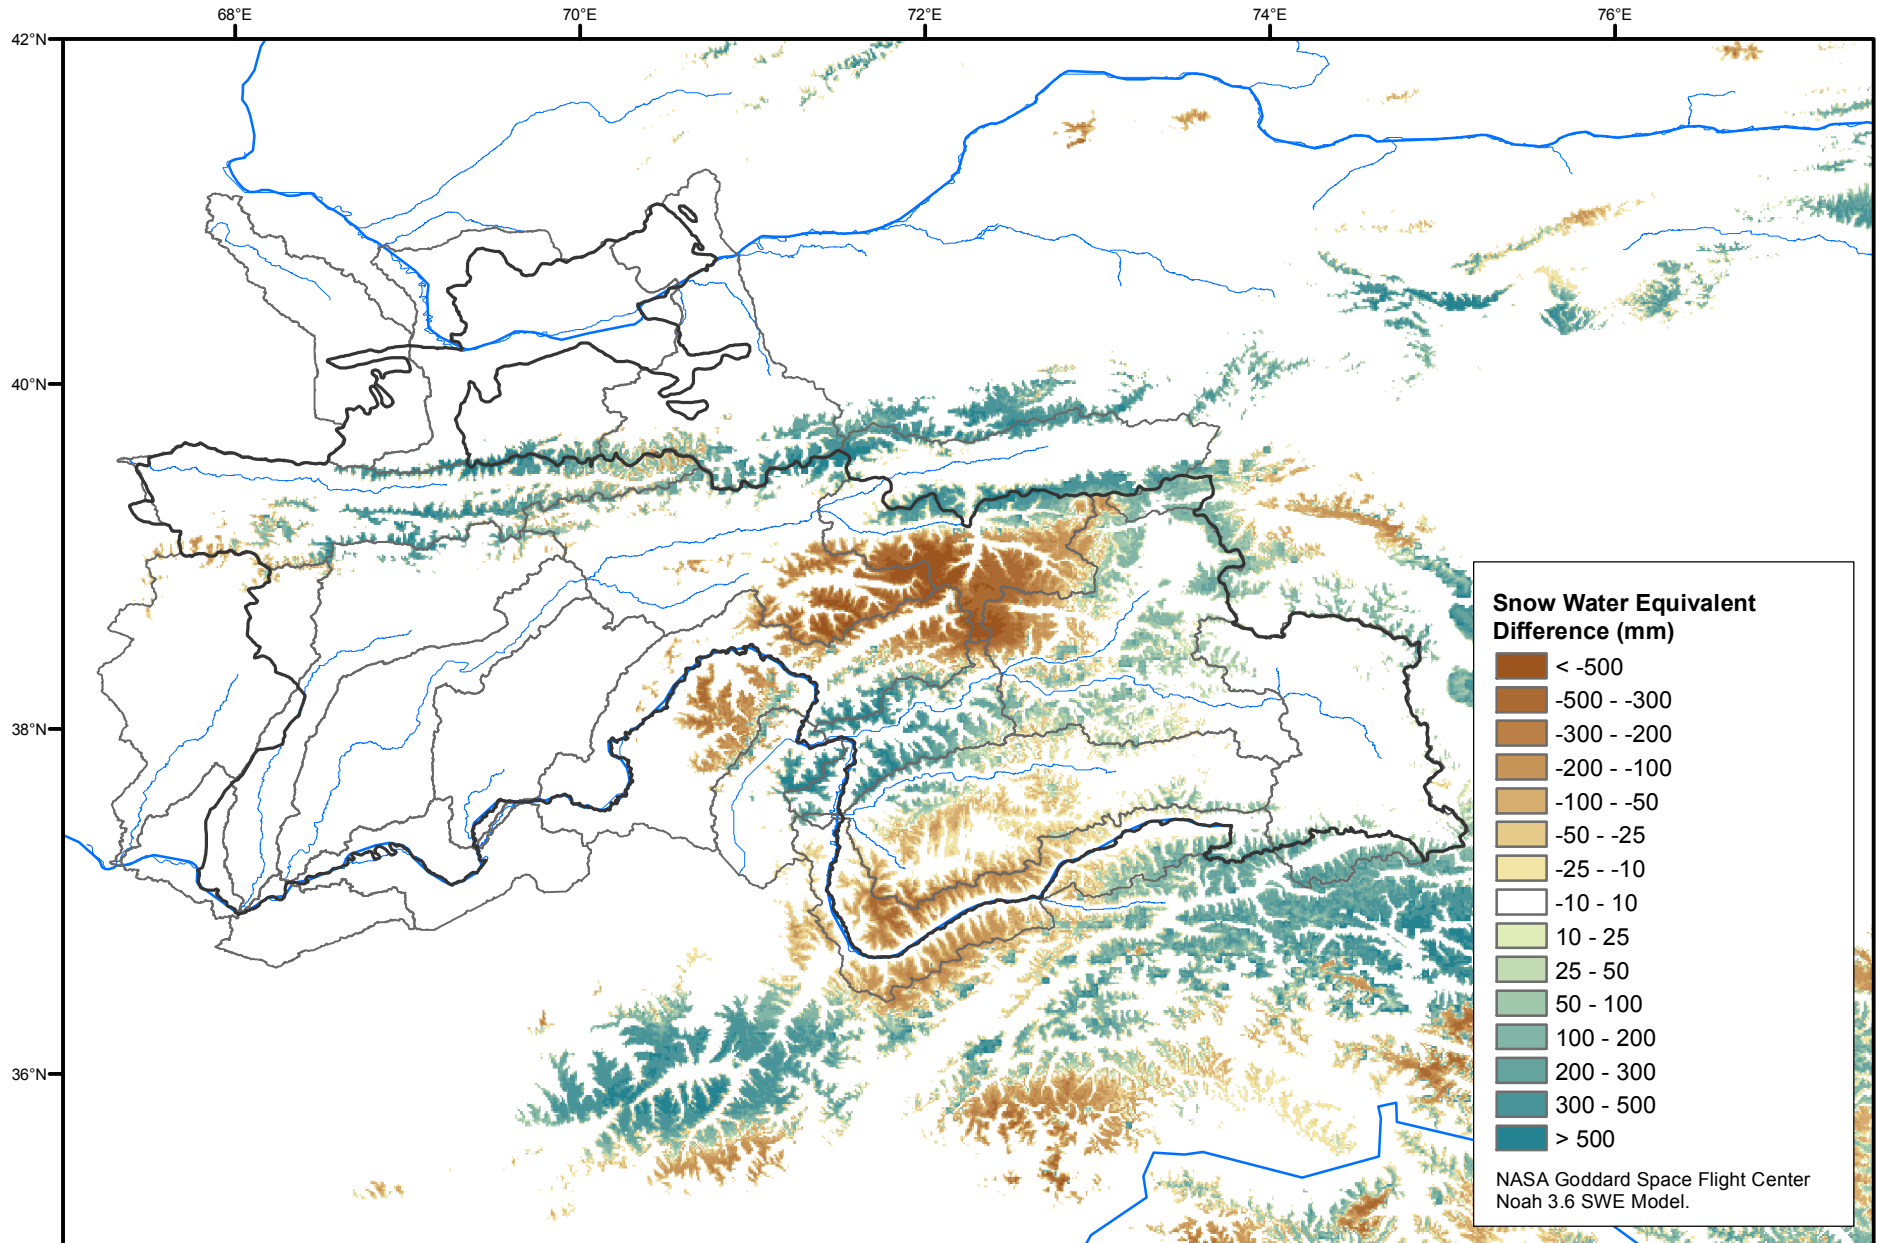 68°E 70°E 72°E 74°E 76°E
42°N
40°N
38°N
36°N
Snow Water Equivalent
Difference (mm)
< -500
-500 - -300
-300 - -200
-200 - -100
-100 - -50
-50 - -25
-25 - -10
-10 - 10
10 - 25
25 - 50
50 - 100
100 - 200
200 - 300
300 - 500
> 500
NASA Goddard Space Flight Center
Noah 3.6 SWE Model.